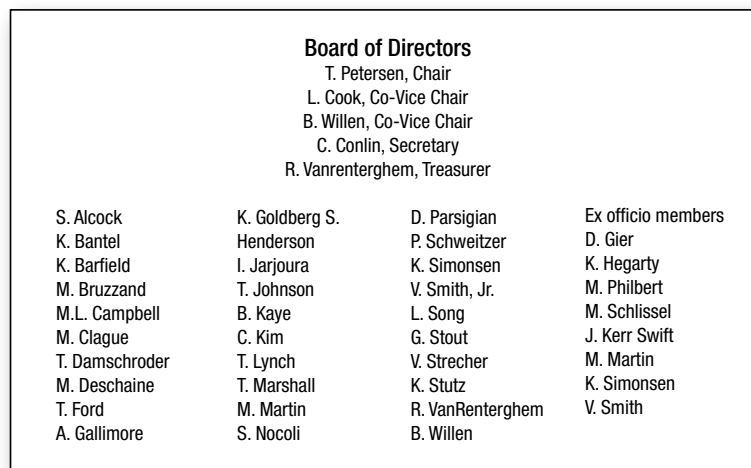 Board of Directors
T. Petersen, Chair
L. Cook, Co-Vice Chair
B. Willen, Co-Vice Chair
C. Conlin, Secretary
R. Vanrenterghem, Treasurer
S. Alcock
K. Bantel
K. Barfield
M. Bruzzand
M.L. Campbell
M. Clague
T. Damschroder
M. Deschaine
T. Ford
A. Gallimore
K. Goldberg S.
Henderson
I. Jarjoura
T. Johnson
B. Kaye
C. Kim
T. Lynch
T. Marshall
M. Martin
S. Nocoli
D. Parsigian
P. Schweitzer
K. Simonsen
V. Smith, Jr.
L. Song
G. Stout
V. Strecher
K. Stutz
R. VanRenterghem
B. Willen
Ex officio members
D. Gier
K. Hegarty
M. Philbert
M. Schlissel
J. Kerr Swift
M. Martin
K. Simonsen
V. Smith